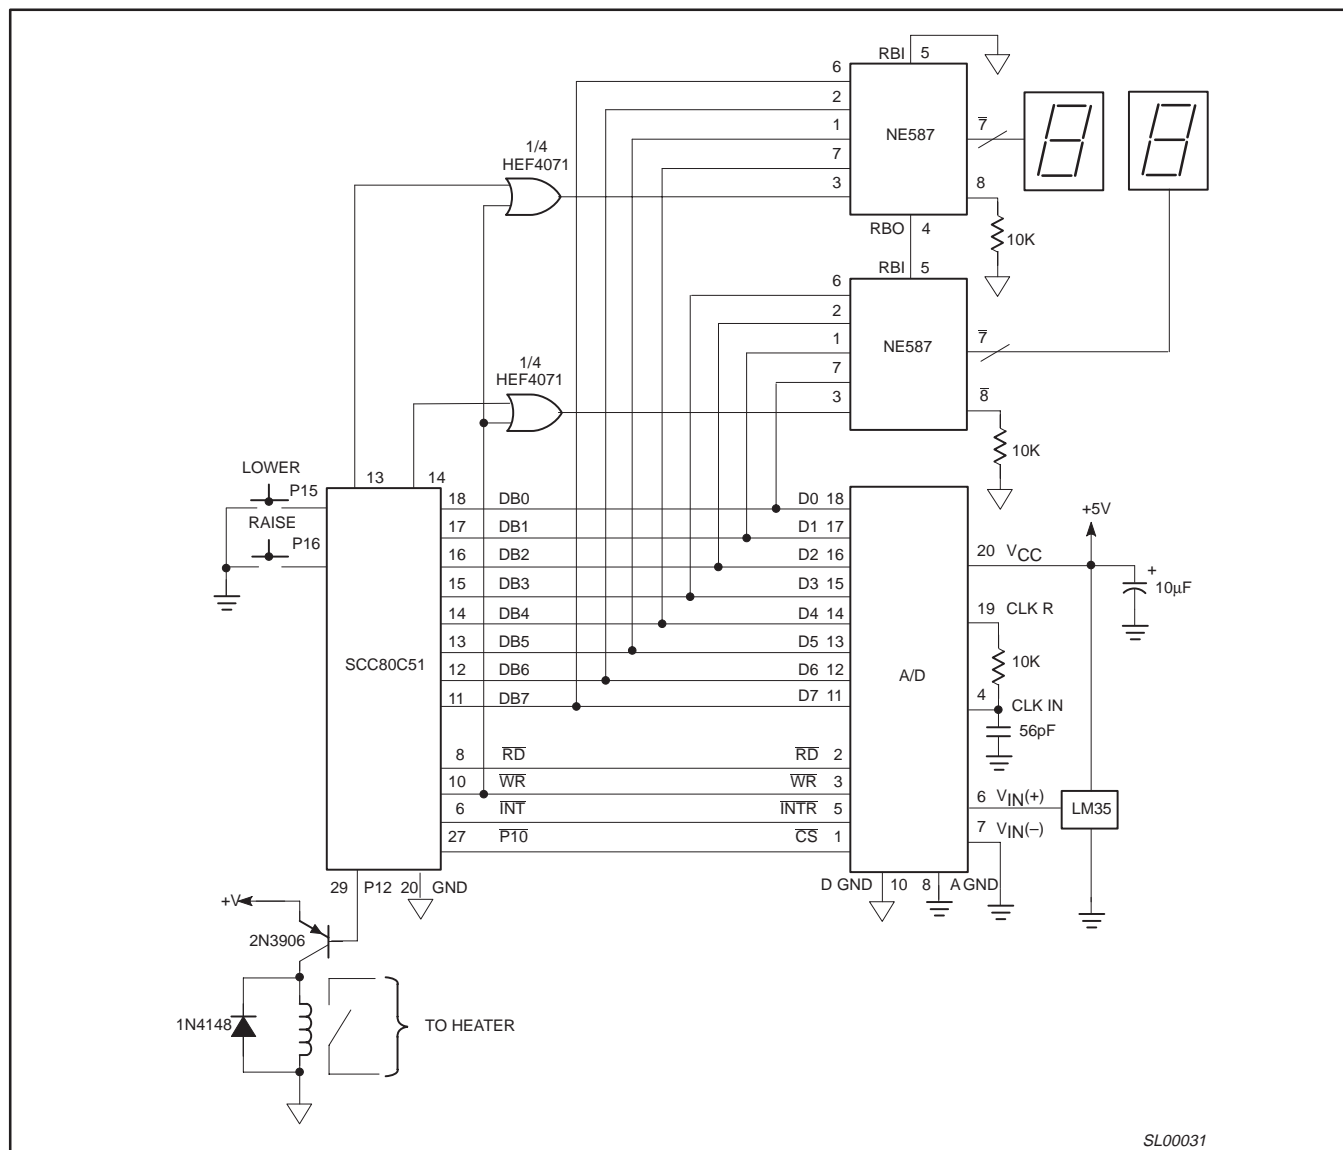 RBI 5
6
2
1
7
3
NE587
7
8
10K
RBO 4
1/4
HEF4071
RBI 5
6
2
1
7
3
NE587
7
8
10K
1/4
HEF4071
LOWER
P15
RAISE
P16
13 14
SCC80C51
18 DB0 D0 18
17 DB1 D1 17
16 DB2 D2 16
15 DB3 D3 15
14 DB4 D4 14
13 DB5 D5 13
12 DB6 D6 12
11 DB7 D7 11
8 RD RD 2
10 WR WR 3
6 INT INTR 5
27 P10 CS 1
A/D
+5V
20 VCC
+
10µF
19 CLK R
10K
4 CLK IN
56pF
6 VIN(+)
LM35
7 VIN(–)
D GND 10 8 A GND
29 P12 20 GND
+V
2N3906
1N4148
TO HEATER
SL00031